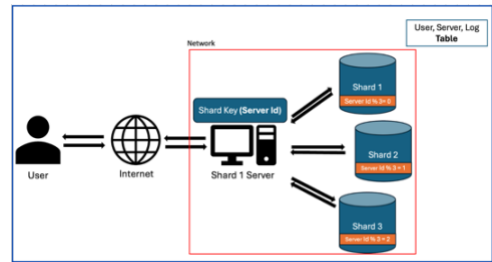 User, Server, Log
Table
Network
Shard 1
Server Id % 3= 0
Shard Key (Server Id)
Shard 2
Server Id % 3 = 1
User
Internet
Shard 1 Server
Shard 3
Server Id % 3 = 2